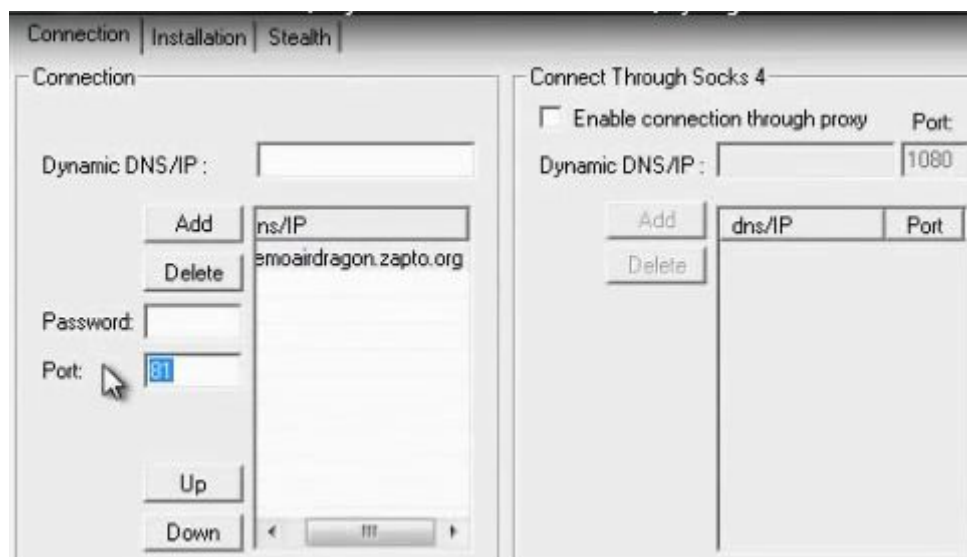 Connection Installation Stealth
Connection
Dynamic DNS/IP :
Add
ns/IP
emoairdragon.zapto.org
Delete
Password:
Port: 81
Up
Down
Connect Through Socks 4
Enable connection through proxy Port:
Dynamic DNS/IP : 1080
Add
dns/IP Port
Delete